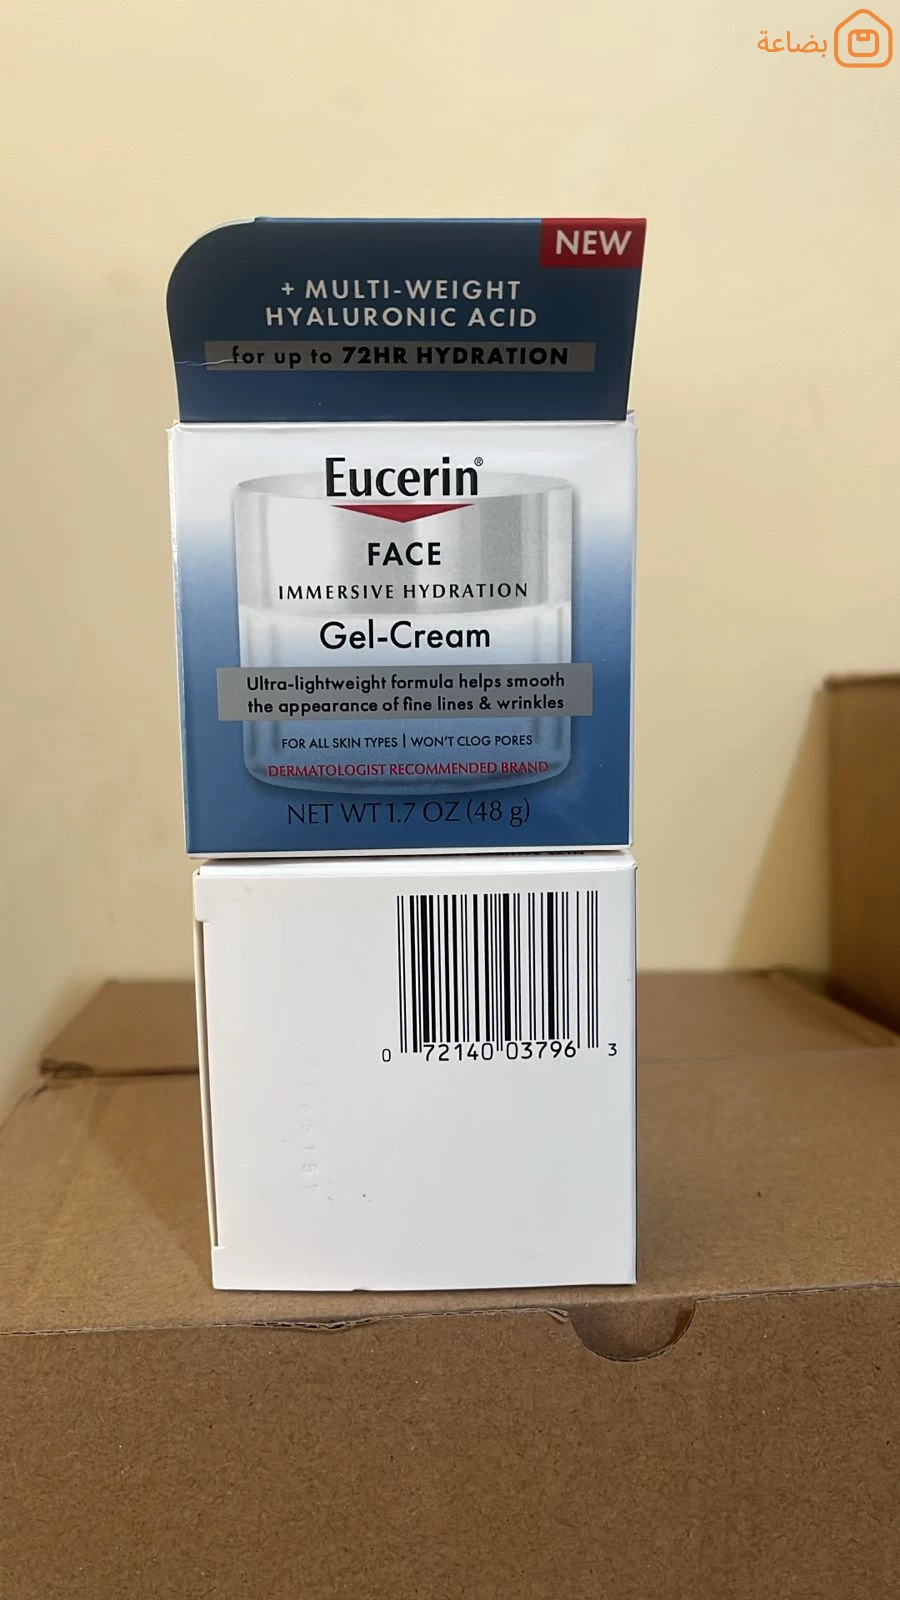 بضاعة
NEW
+ MULTI-WEIGHT
HYALURONIC ACID
for up to 72HR HYDRATION
Eucerin®
FACE
IMMERSIVE HYDRATION
Gel-Cream
Ultra-lightweight formula helps smooth
the appearance of fine lines & wrinkles
FOR ALL SKIN TYPES | WON'T CLOG PORES
DERMATOLOGIST RECOMMENDED BRAND
NET WT 1.7 OZ (48 g)
0 72140 03796 3